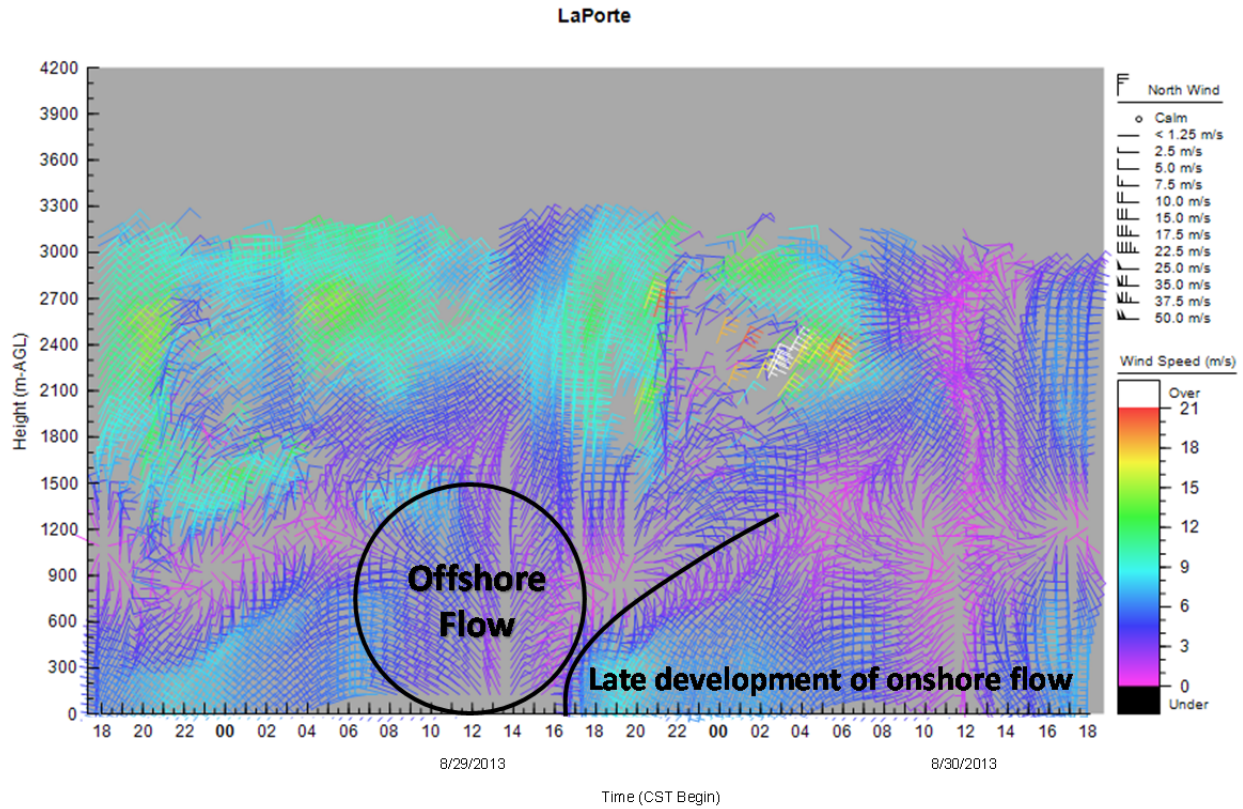 LaPorte
4200
3900
3600
3300
3000
2700
2400
2100
1800
1500
1200
900
600
300
0
Height (m-AGL)
Offshore
Flow
Late development of onshore flow
18 20 22 00 02 04 06 08 10 12 14 16 18 20 22 00 02 04 06 08 10 12 14 16 18
8/29/2013 8/30/2013
Time (CST Begin)
North Wind
Calm
< 1.25 m/s
2.5 m/s
5.0 m/s
7.5 m/s
10.0 m/s
15.0 m/s
17.5 m/s
22.5 m/s
25.0 m/s
35.0 m/s
37.5 m/s
50.0 m/s
Wind Speed (m/s)
Over
21
18
15
12
9
6
3
0
Under